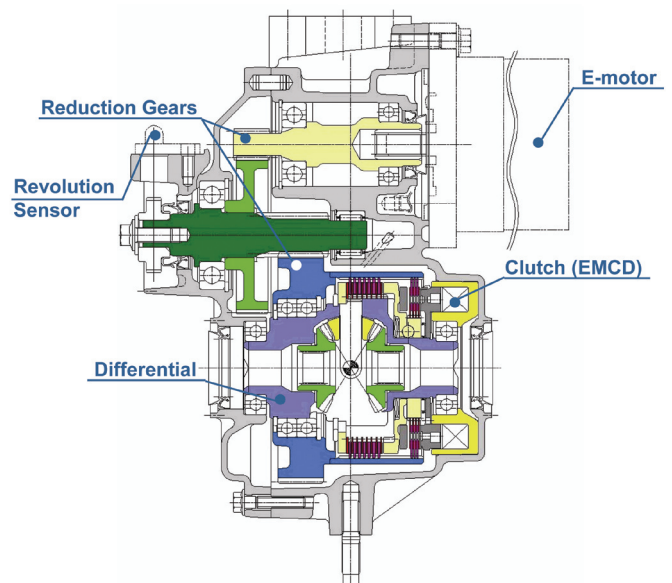 E-motor
Reduction Gears
Revolution
Sensor
Clutch (EMCD)
Differential